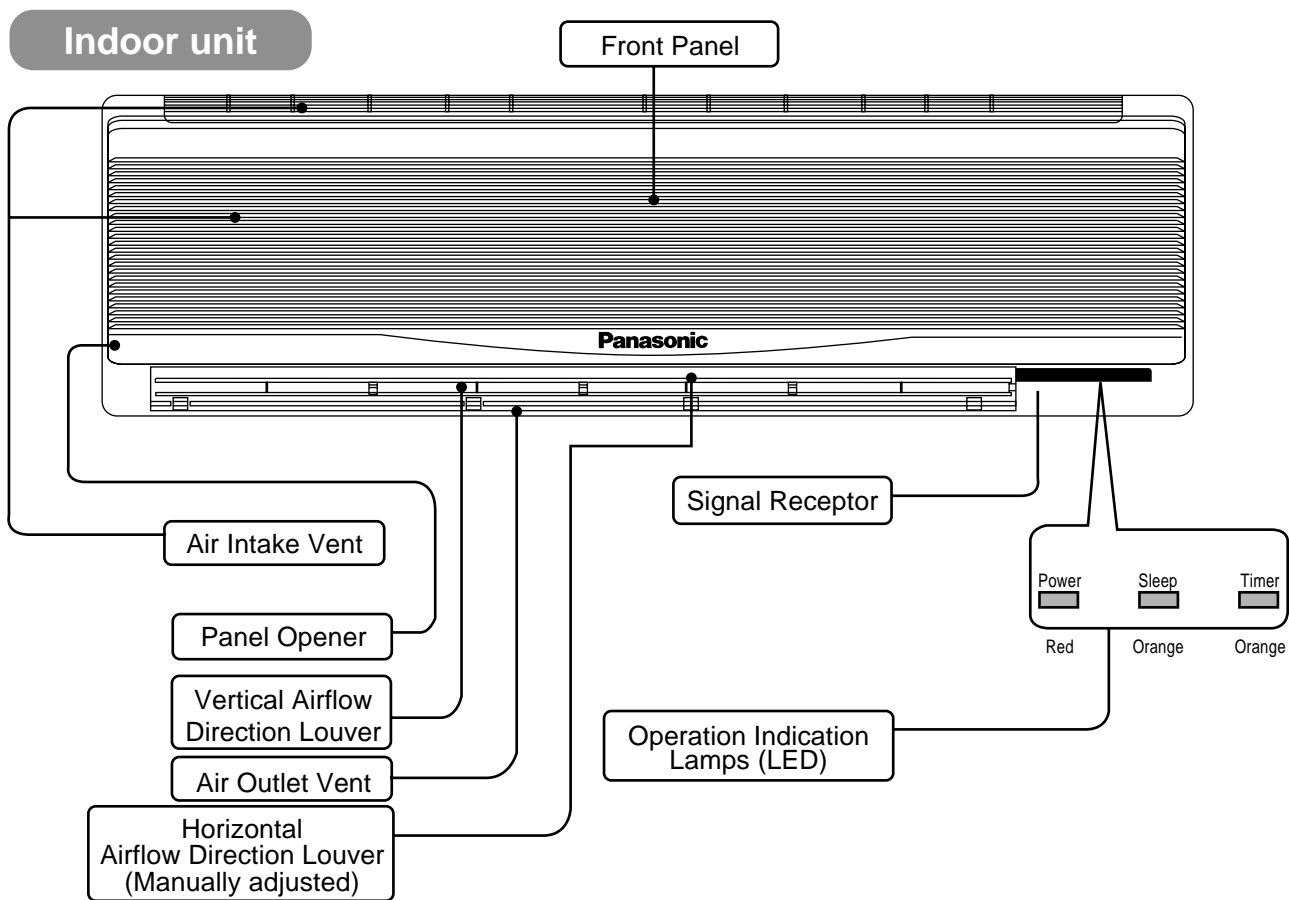 Indoor unit
Front Panel
Panasonic
Signal Receptor
Air Intake Vent
Power
Sleep
Timer
Red
Orange
Orange
Panel Opener
Vertical Airflow
Direction Louver
Operation Indication
Lamps (LED)
Air Outlet Vent
Horizontal
Airflow Direction Louver
(Manually adjusted)